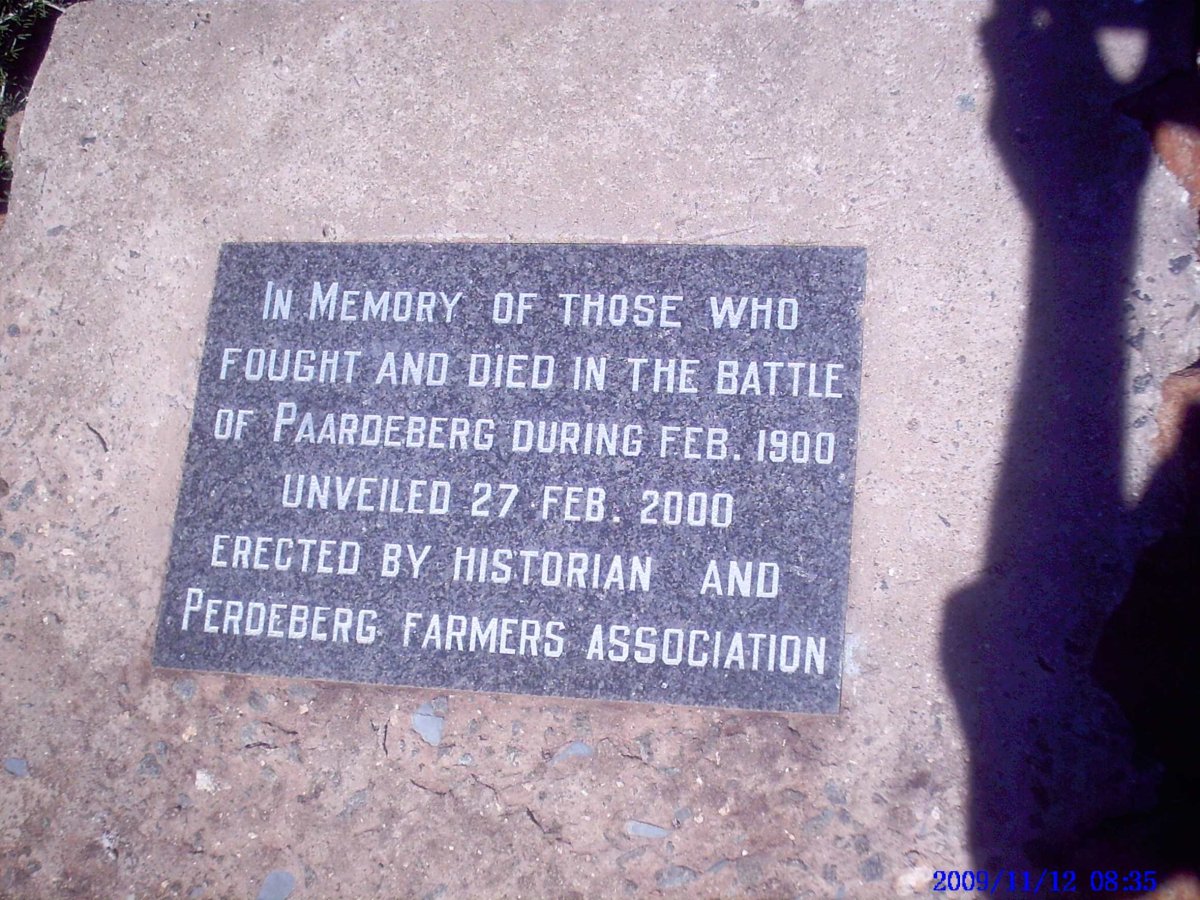 In Memory of those who
fought and died in the battle
of Paardeberg during Feb. 1900
unveiled 27 Feb. 2000
erected by historian and
Perdeberg farmers association
2009/11/12 08:35